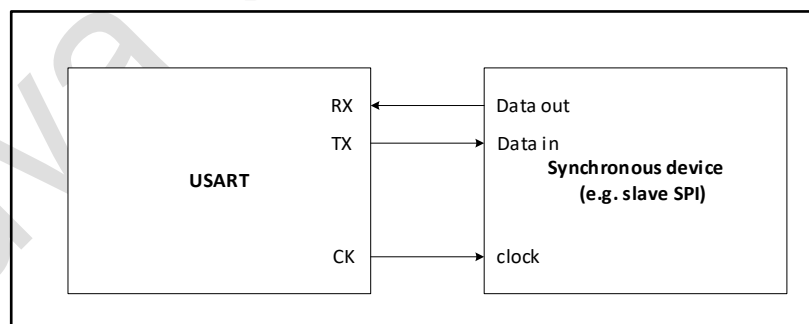 RX
Data out
TX
Data in
USART
Synchronous device
(e.g. slave SPI)
CK
clock